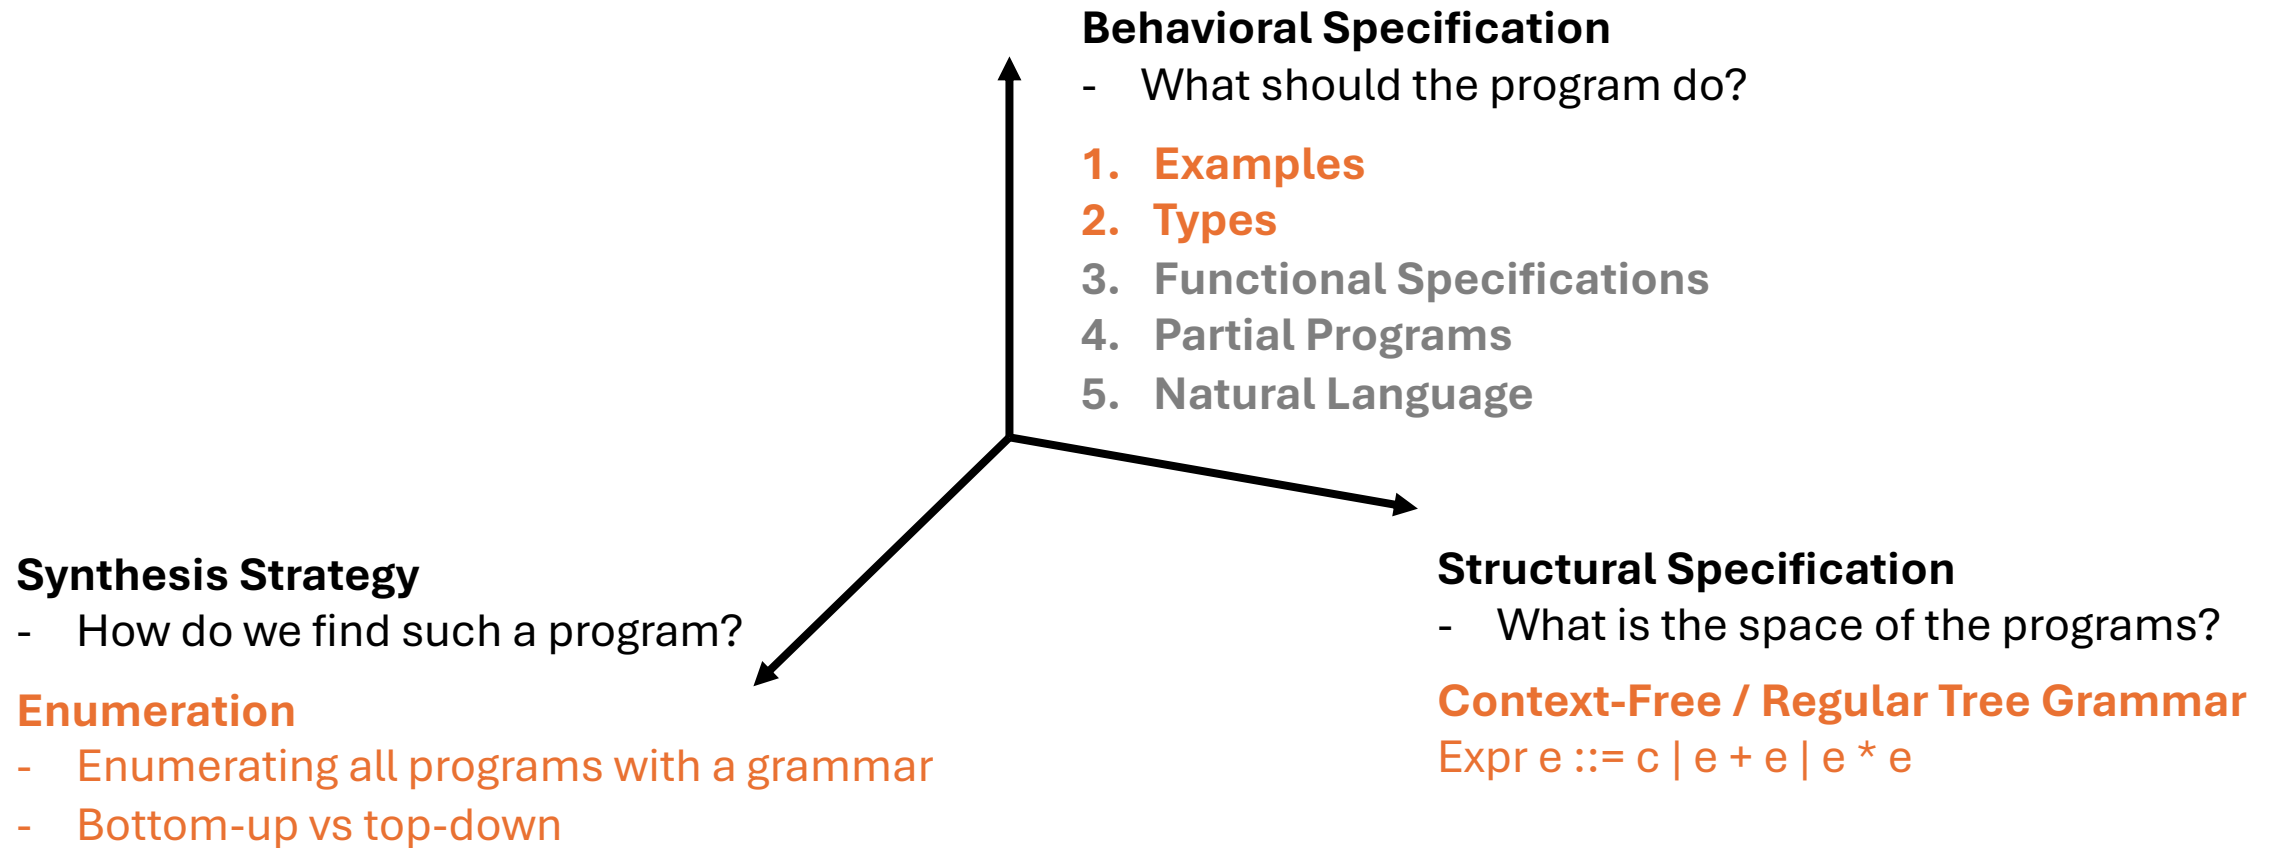 Behavioral Specification
- What should the program do?
1. Examples
2. Types
3. Functional Specifications
4. Partial Programs
5. Natural Language
Synthesis Strategy
- How do we find such a program?
Enumeration
- Enumerating all programs with a grammar
- Bottom-up vs top-down
Structural Specification
- What is the space of the programs?
Context-Free / Regular Tree Grammar
Expr e ::= c | e + e | e * e